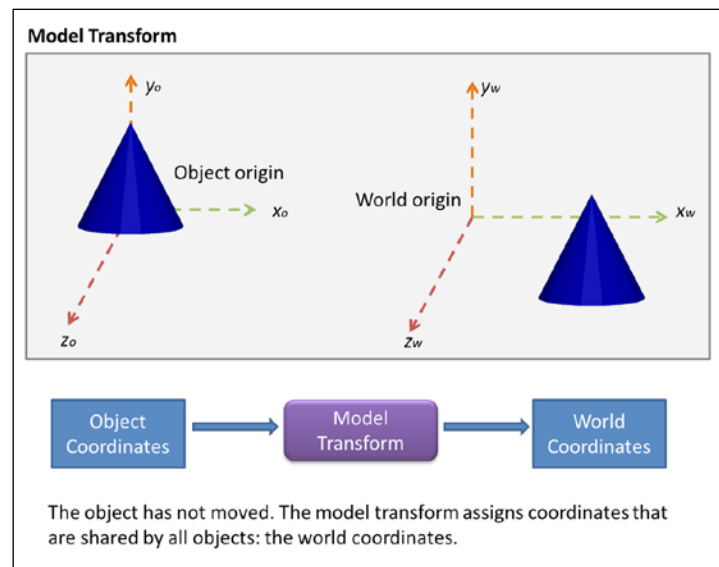 Model Transform
yo
Object origin
xo
zo
yw
World origin
xw
zw
Object
Coordinates
Model
Transform
World
Coordinates
The object has not moved. The model transform assigns coordinates that
are shared by all objects: the world coordinates.